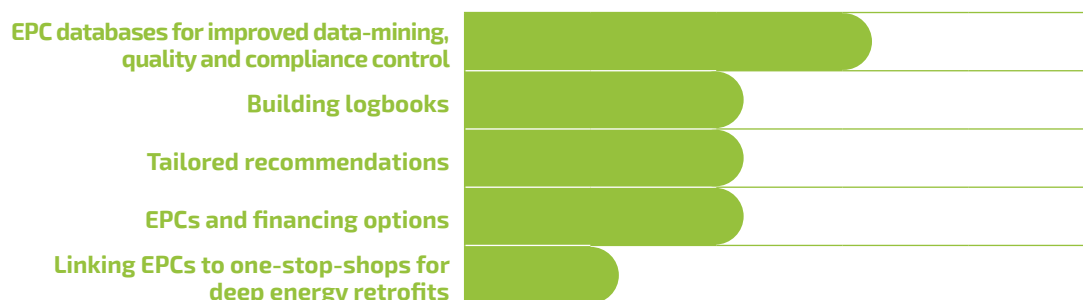 EPC databases for improved data-mining,
quality and compliance control
Building logbooks
Tailored recommendations
EPCs and financing options
Linking EPCs to one-stop-shops for
deep energy retrofits